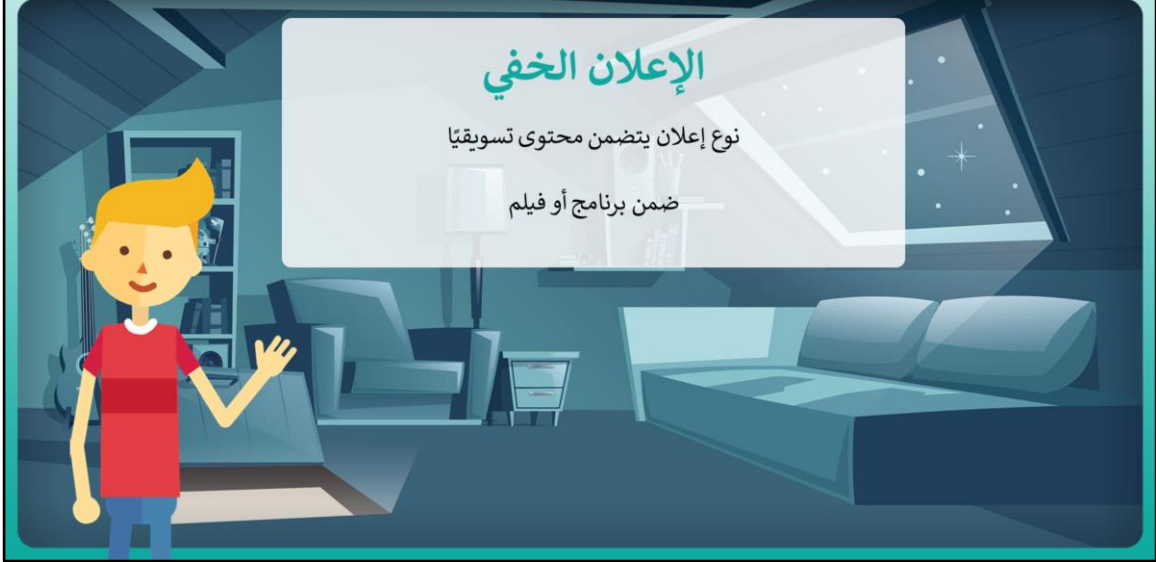 الإعلان الخفي
نوع إعلان يتضمن محتوى تسويقيًا
ضمن برنامج أو فيلم